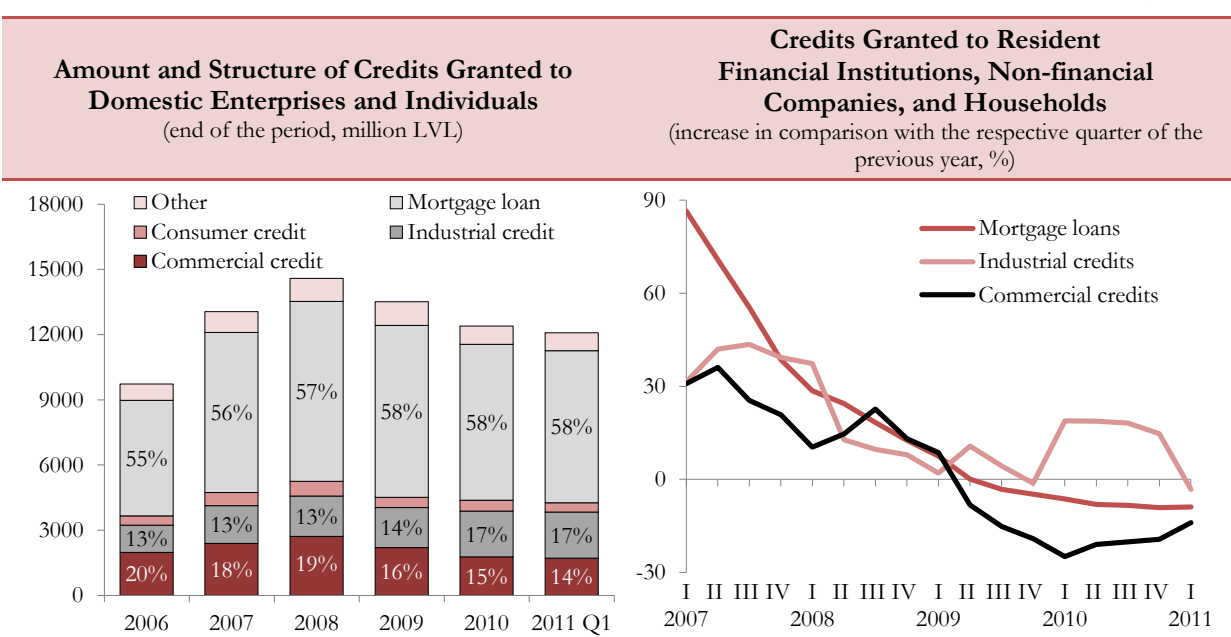 Amount and Structure of Credits Granted to
Domestic Enterprises and Individuals
(end of the period, million LVL)
Credits Granted to Resident
Financial Institutions, Non-financial
Companies, and Households
(increase in comparison with the respective quarter of the
previous year, %)
18000
15000
12000
9000
6000
3000
0
Other
Mortgage loan
Consumer credit
Industrial credit
Commercial credit
55%
13%
20%
56%
13%
18%
57%
13%
19%
58%
14%
16%
58%
17%
15%
58%
17%
14%
2006
2007
2008
2009
2010
2011 Q1
90
60
30
0
-30
Mortgage loans
Industrial credits
Commercial credits
I II III IV I II III IV I II III IV I II III IV I
2007 2008 2009 2010 2011